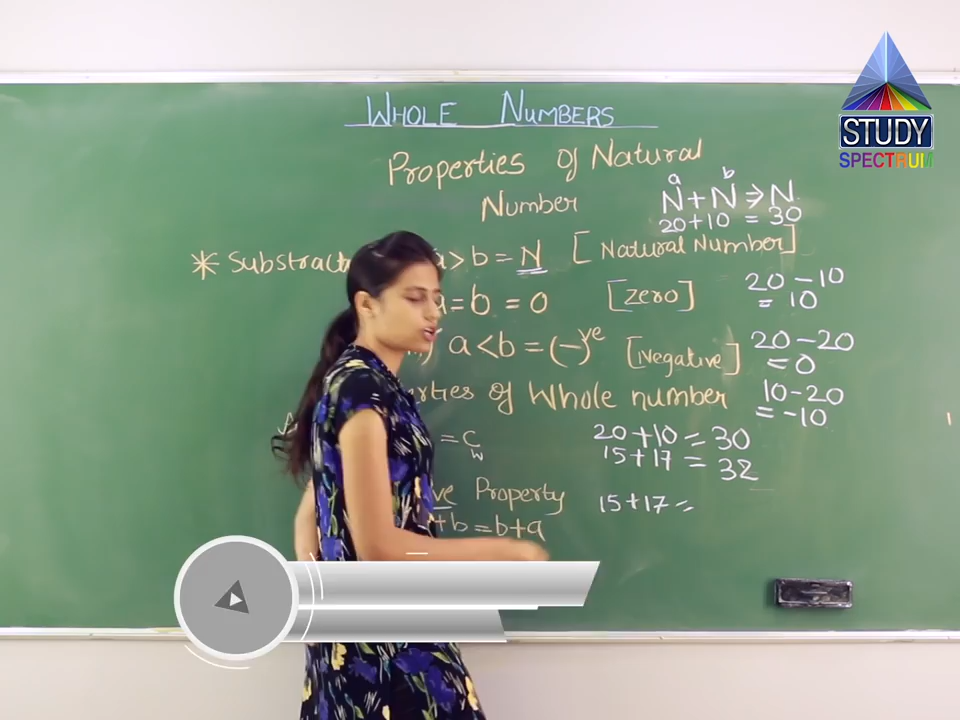 STUDY
SPECTRUM
WHOLE NUMBERS
Properties of Natural
Number
a b
N + N ⇒ N
20+10 = 30
* Substract a > b = N [Natural Number]
20 - 10
= 10
a = b = 0 [Zero]
20 - 20
= 0
a < b = (-)ve [Negative]
10 - 20
= -10
of Whole number
= C
w
20+10 = 30
15+17 = 32
Property
15+17 =
+b = b+a